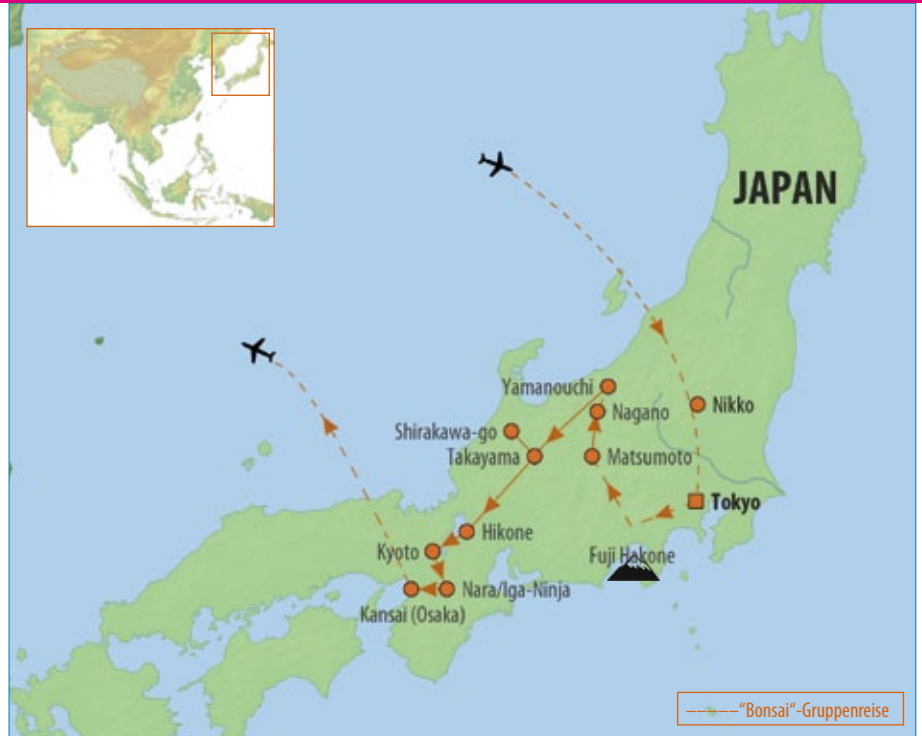 JAPAN
Yamanouchi
Nagano
Nikko
Shirakawa-go
Takayama
Matsumoto
Tokyo
Hikone
Kyoto
Fuji Hakone
Nara/Iga-Ninja
Kansai (Osaka)
"Bonsai"-Gruppenreise